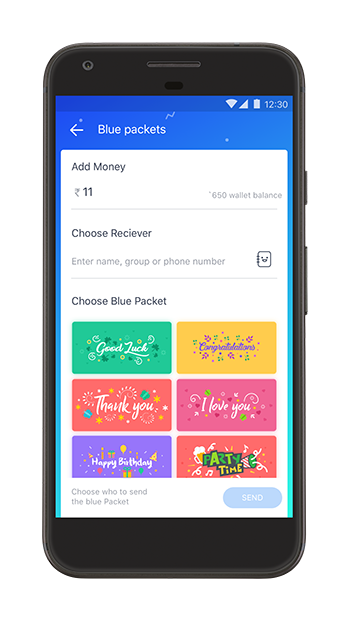 12:30
Blue packets
Add Money
₹ 11
`650 wallet balance
Choose Reciever
Enter name, group or phone number
Choose Blue Packet
Good Luck
Congratulations
Thank you
I love you
Happy Birthday
PARTY
TIME
Choose who to send
the blue Packet
SEND